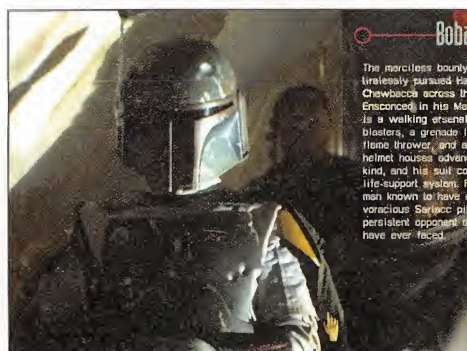 Boba
The merciless bounty
tirelessly pursued Ha
Chewbacca across th
Ensconced in his Ma
is a walking arsenal
blasters, a grenade l
flame thrower, and a
helmet houses advan
kind, and his suit co
life-support system. F
man known to have e
voracious Sarlacc pi
persistent opponent t
have ever faced.